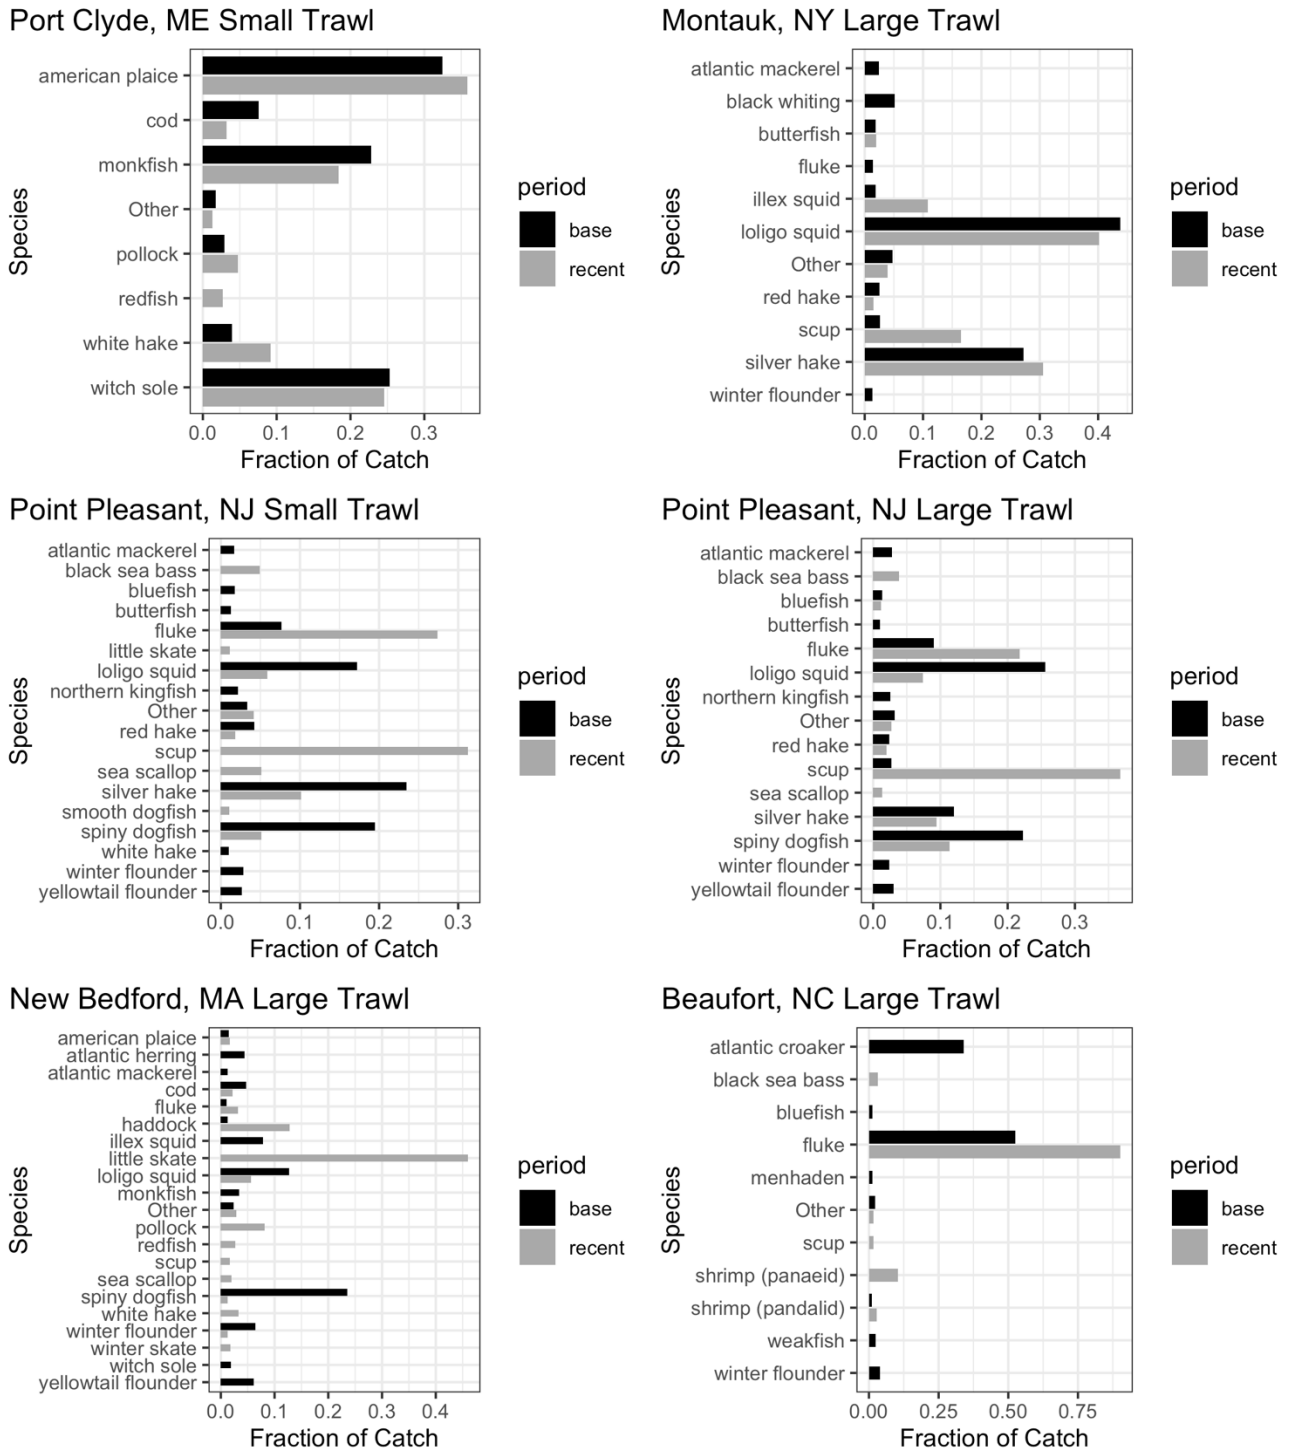 Port Clyde, ME Small Trawl
Species
american plaice
cod
monkfish
Other
pollock
redfish
white hake
witch sole
0.0 0.1 0.2 0.3
Fraction of Catch
period
base
recent
Montauk, NY Large Trawl
Species
atlantic mackerel
black whiting
butterfish
fluke
illex squid
loligo squid
Other
red hake
scup
silver hake
winter flounder
0.0 0.1 0.2 0.3 0.4
Fraction of Catch
period
base
recent
Point Pleasant, NJ Small Trawl
Species
atlantic mackerel
black sea bass
bluefish
butterfish
fluke
little skate
loligo squid
northern kingfish
Other
red hake
scup
sea scallop
silver hake
smooth dogfish
spiny dogfish
white hake
winter flounder
yellowtail flounder
0.0 0.1 0.2 0.3
Fraction of Catch
period
base
recent
Point Pleasant, NJ Large Trawl
Species
atlantic mackerel
black sea bass
bluefish
butterfish
fluke
loligo squid
northern kingfish
Other
red hake
scup
sea scallop
silver hake
spiny dogfish
winter flounder
yellowtail flounder
0.0 0.1 0.2 0.3
Fraction of Catch
period
base
recent
New Bedford, MA Large Trawl
Species
american plaice
atlantic herring
atlantic mackerel
cod
fluke
haddock
illex squid
little skate
loligo squid
monkfish
Other
pollock
redfish
scup
sea scallop
spiny dogfish
white hake
winter flounder
winter skate
witch sole
yellowtail flounder
0.0 0.1 0.2 0.3 0.4
Fraction of Catch
period
base
recent
Beaufort, NC Large Trawl
Species
atlantic croaker
black sea bass
bluefish
fluke
menhaden
Other
scup
shrimp (panaeid)
shrimp (pandalid)
weakfish
winter flounder
0.00 0.25 0.50 0.75
Fraction of Catch
period
base
recent